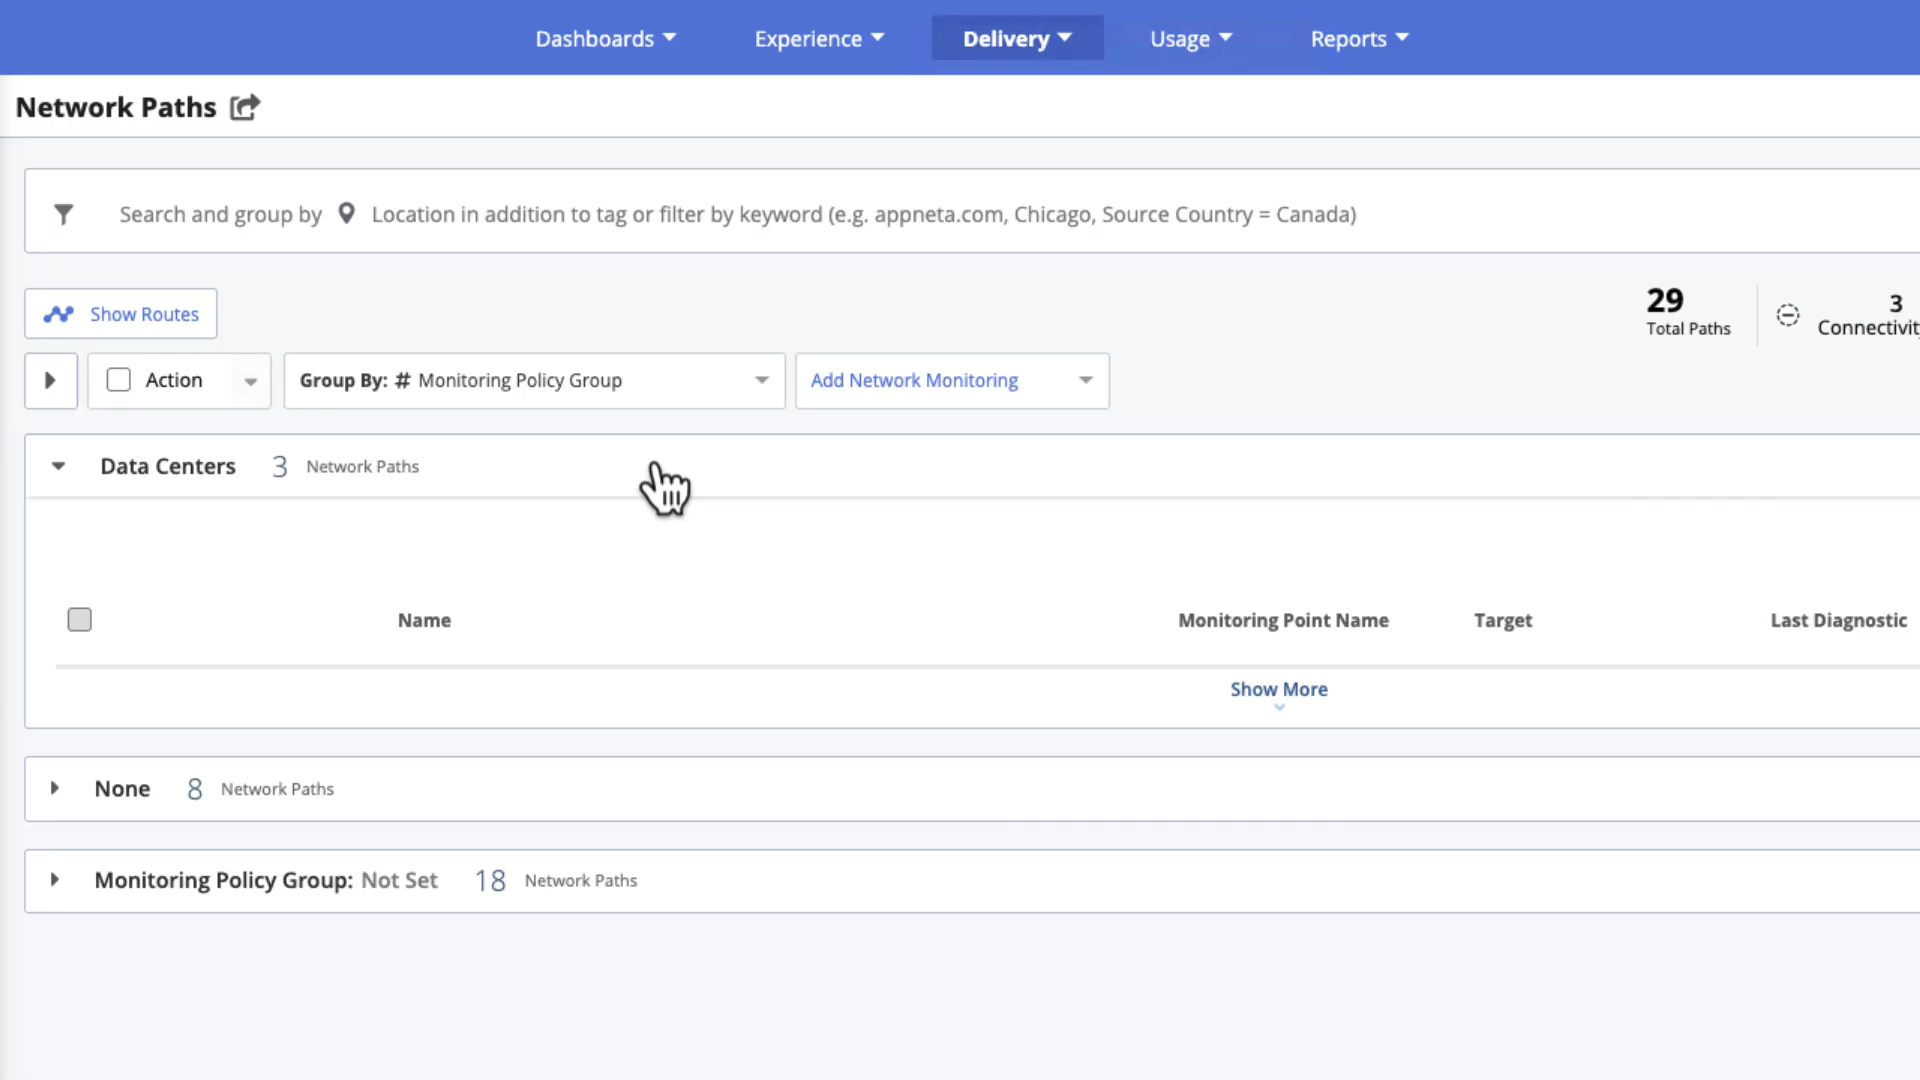 Dashboards Experience Delivery Usage Reports
Network Paths
Search and group by Location in addition to tag or filter by keyword (e.g. appneta.com, Chicago, Source Country = Canada)
Show Routes
29
Total Paths
3
Connectivity
Action
Group By: # Monitoring Policy Group
Add Network Monitoring
Data Centers 3 Network Paths
Name Monitoring Point Name Target Last Diagnostic
Show More
None 8 Network Paths
Monitoring Policy Group: Not Set 18 Network Paths